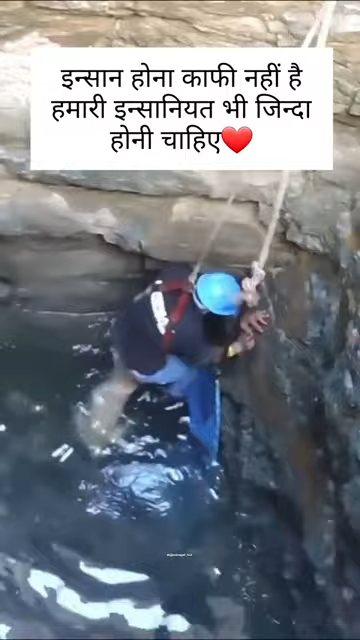 इन्सान होना काफी नहीं है
हमारी इन्सानियत भी जिन्दा
होनी चाहिए❤️